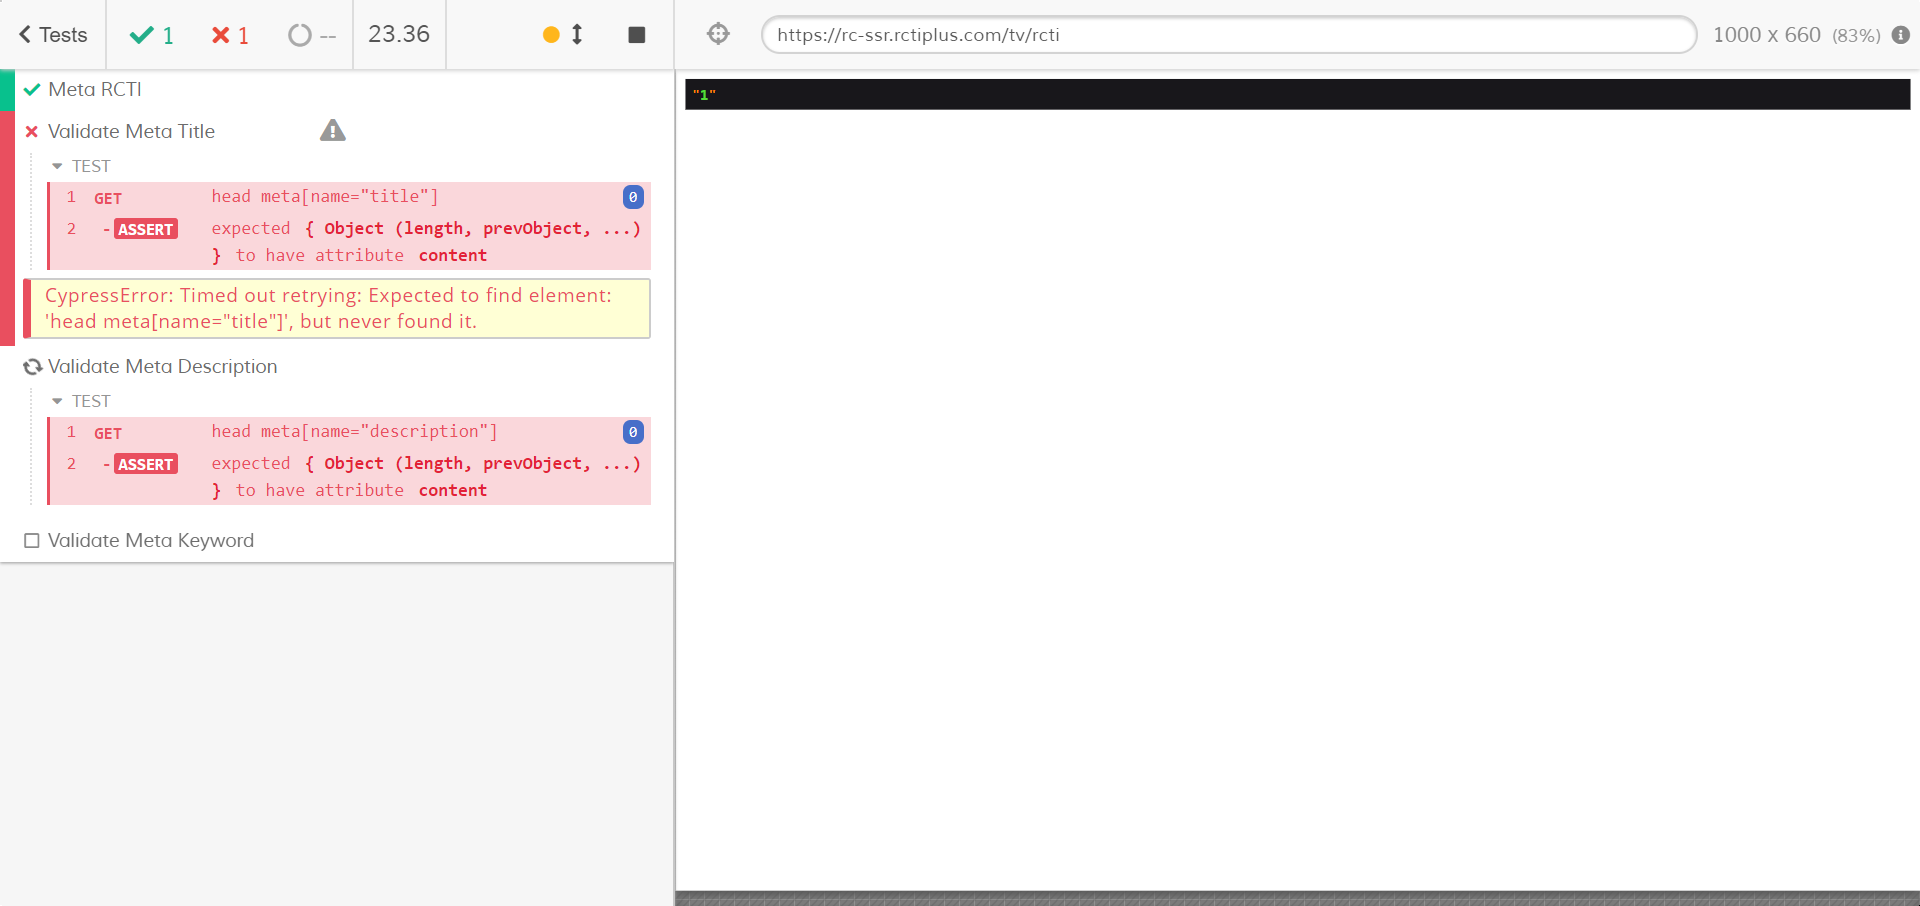 Tests 1 1 -- 23.36 https://rc-ssr.rctiplus.com/tv/rcti 1000 x 660 (83%)
Meta RCTI
Validate Meta Title
TEST
1 GET head meta[name="title"] 0
2 -ASSERT expected { Object (length, prevObject, ...)
} to have attribute content
CypressError: Timed out retrying: Expected to find element:
'head meta[name="title"]', but never found it.
Validate Meta Description
TEST
1 GET head meta[name="description"] 0
2 -ASSERT expected { Object (length, prevObject, ...)
} to have attribute content
Validate Meta Keyword
"1"